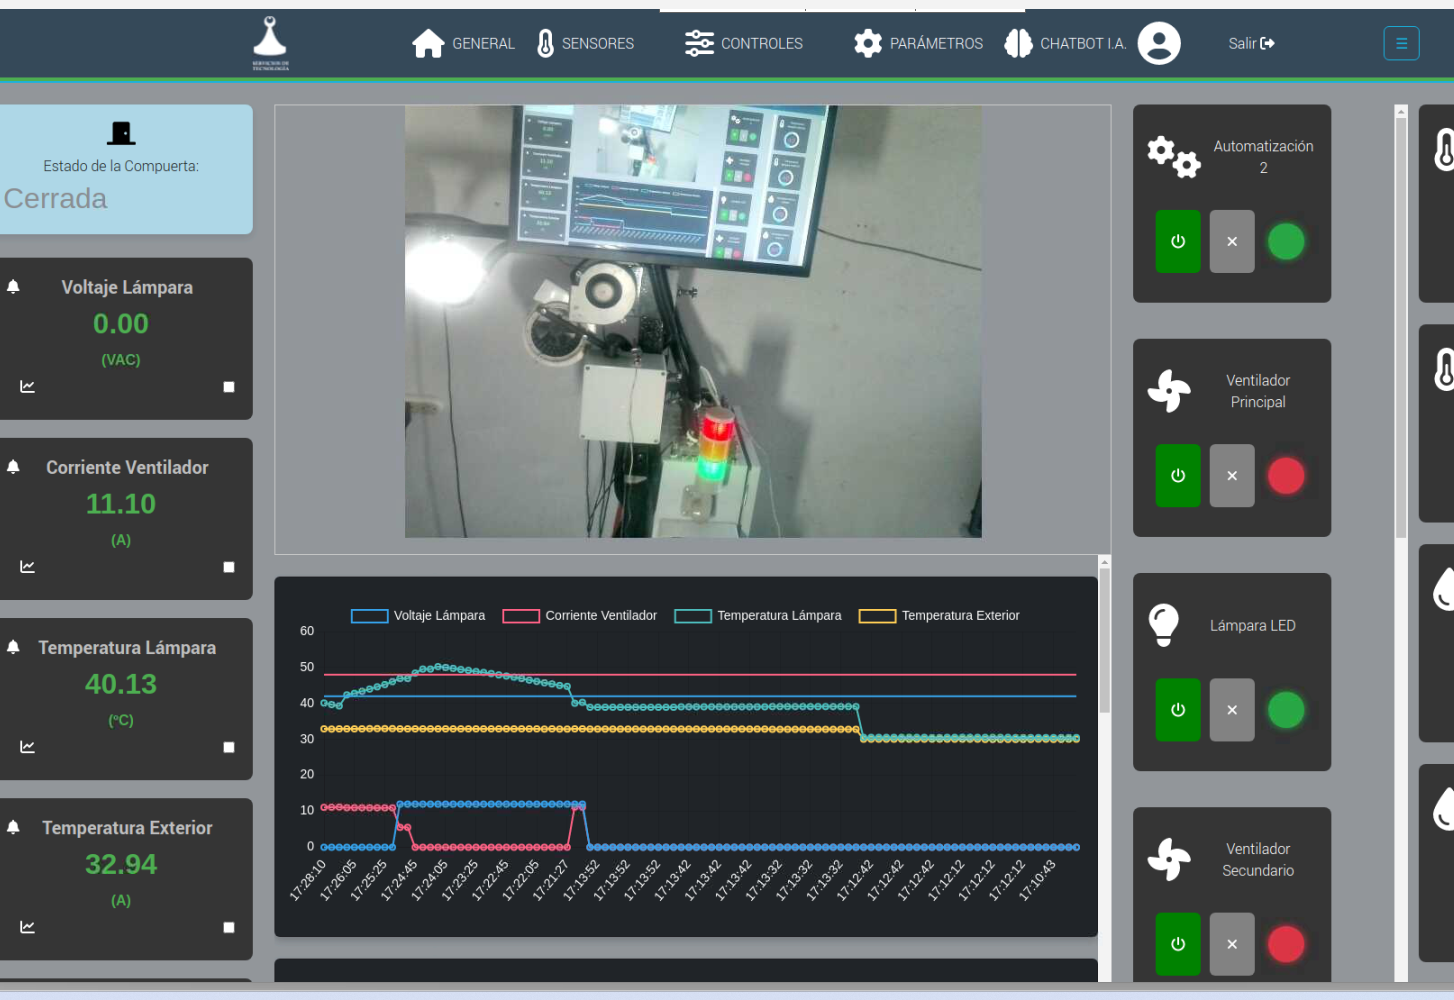 SERVICIOS DE
TECNOLOGÍA
GENERAL
SENSORES
CONTROLES
PARÁMETROS
CHATBOT I.A.
Salir
Estado de la Compuerta:
Cerrada
Voltaje Lámpara
0.00
(VAC)
Corriente Ventilador
11.10
(A)
Temperatura Lámpara
40.13
(°C)
Temperatura Exterior
32.94
(A)
Voltaje Lámpara
Corriente Ventilador
Temperatura Lámpara
Temperatura Exterior
60
50
40
30
20
10
0
17:28:10
17:26:05
17:25:25
17:24:45
17:24:05
17:23:25
17:22:45
17:22:05
17:21:27
17:13:52
17:13:52
17:13:52
17:13:42
17:13:42
17:13:42
17:13:32
17:13:32
17:13:32
17:12:42
17:12:42
17:12:42
17:12:12
17:12:12
17:12:12
17:10:43
Automatización
2
Ventilador
Principal
Lámpara LED
Ventilador
Secundario